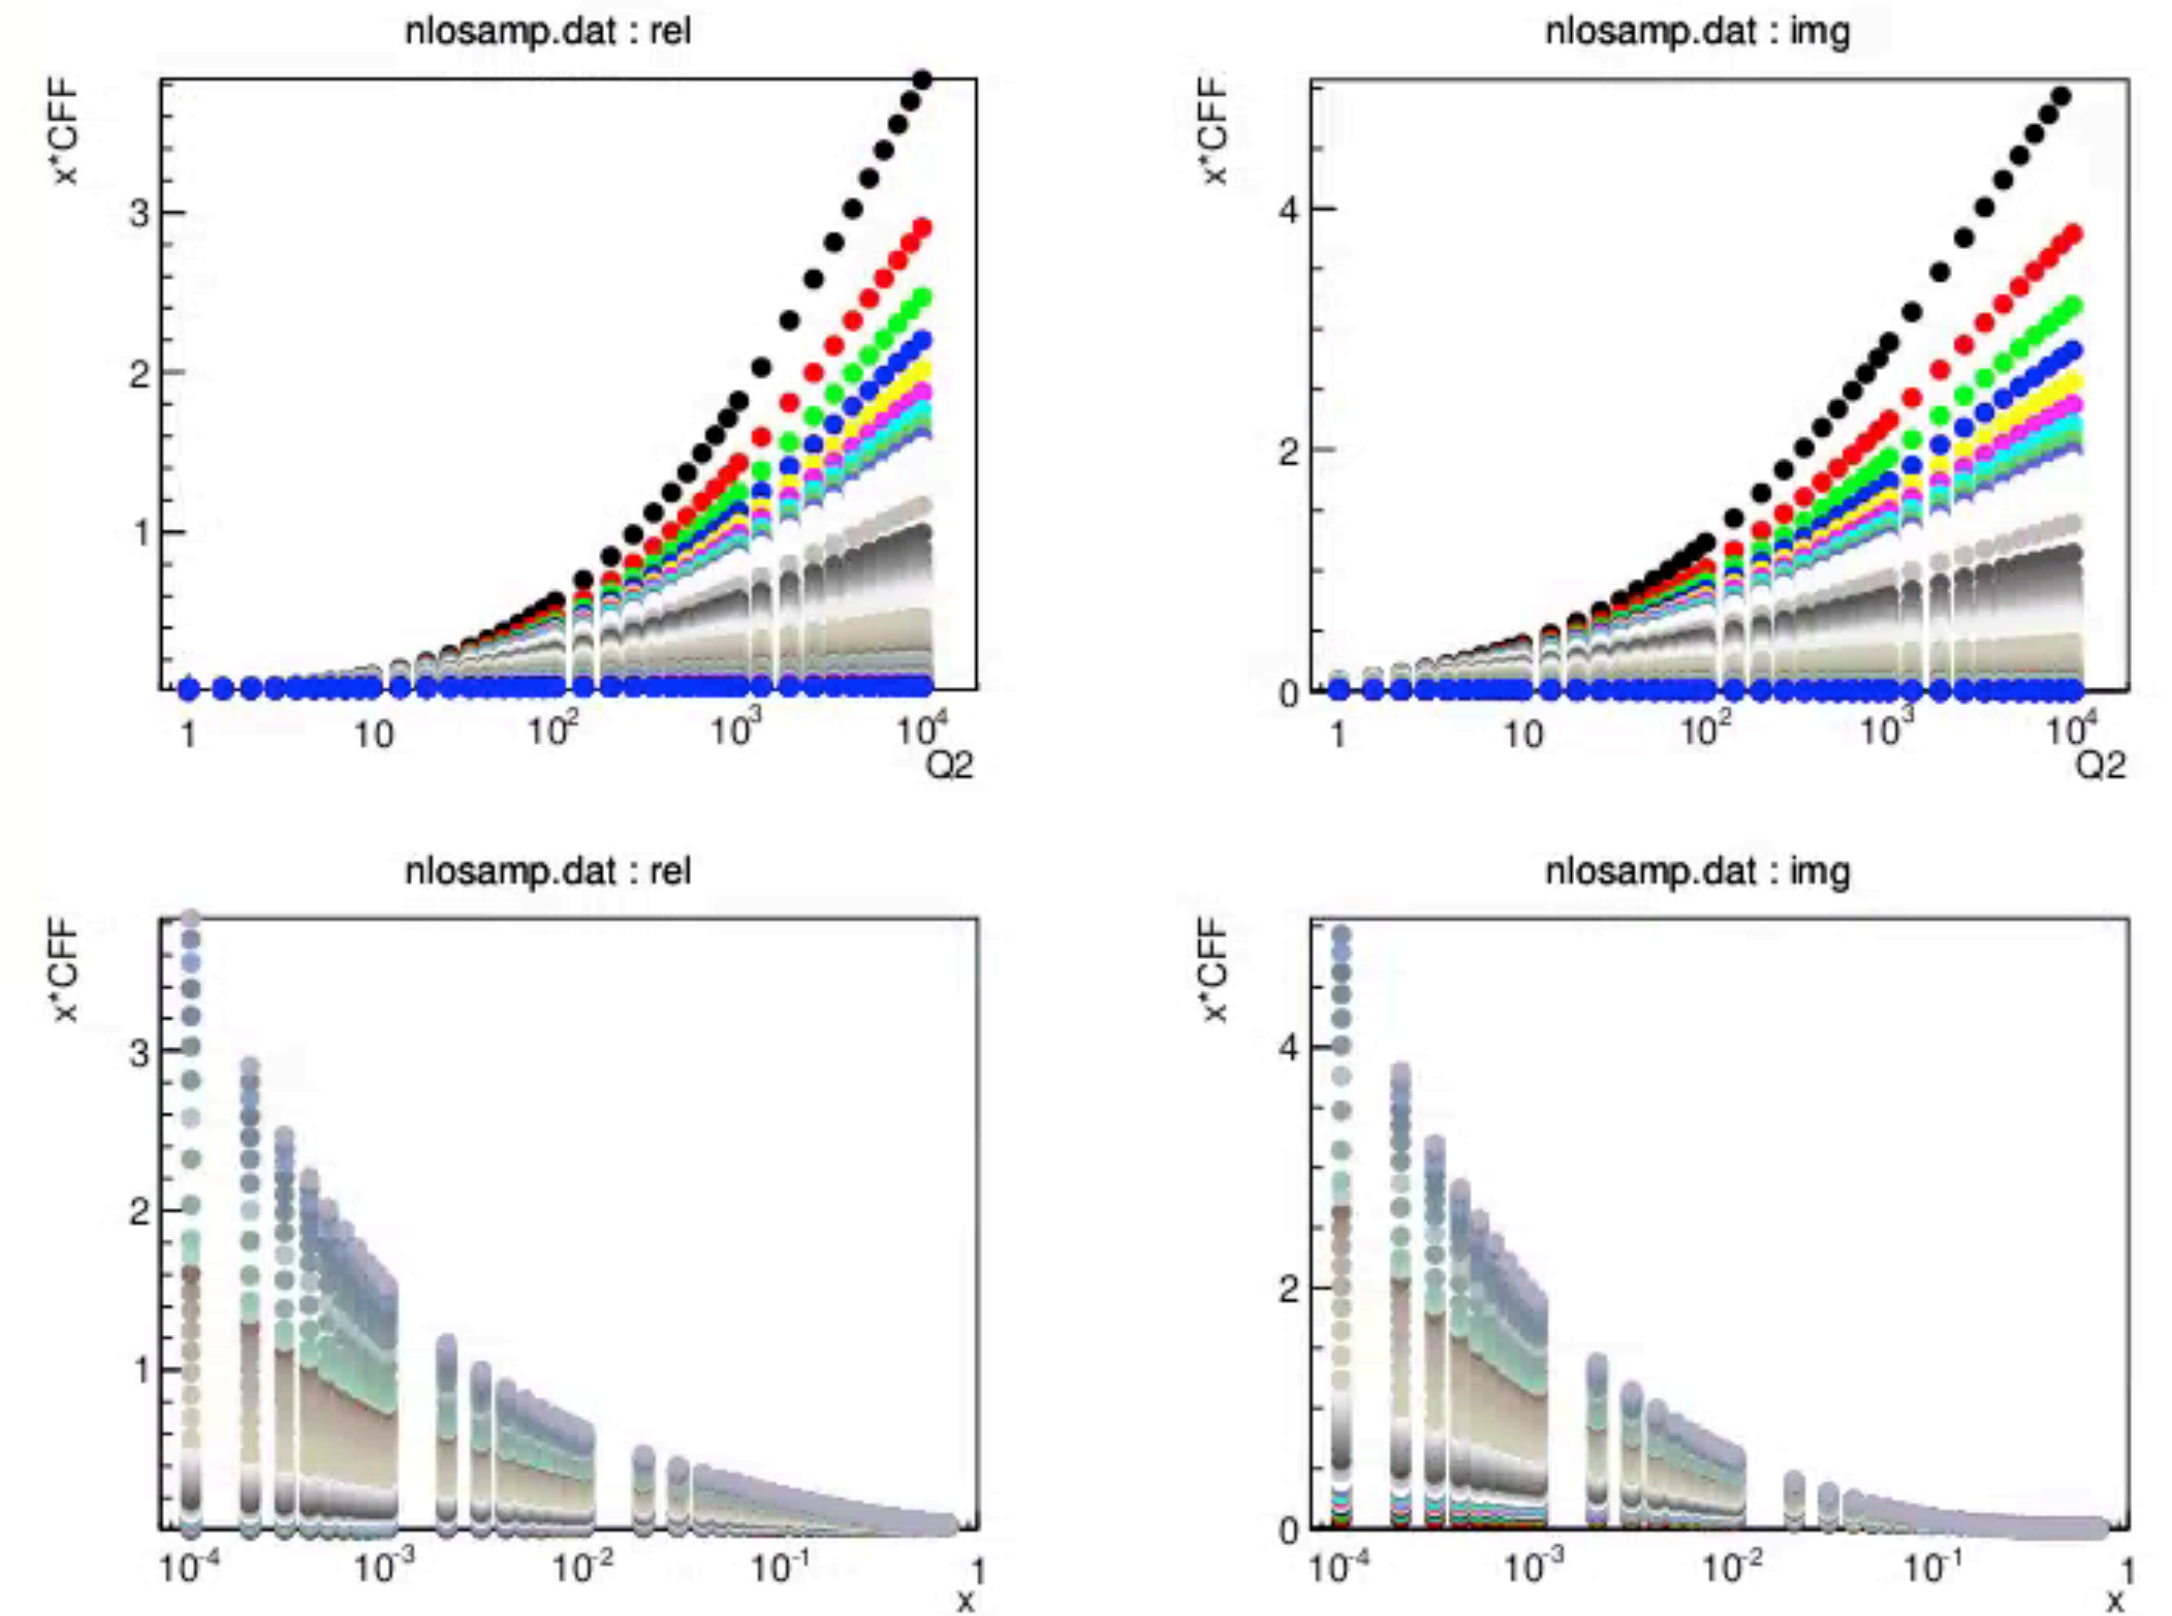 nlosamp.dat : rel
x*CFF
3
2
1
1 10 10² 10³ 10⁴
Q2
nlosamp.dat : img
x*CFF
4
2
0
1 10 10² 10³ 10⁴
Q2
nlosamp.dat : rel
x*CFF
3
2
1
10⁻⁴ 10⁻³ 10⁻² 10⁻¹ 1
x
nlosamp.dat : img
x*CFF
4
2
0
10⁻⁴ 10⁻³ 10⁻² 10⁻¹ 1
x